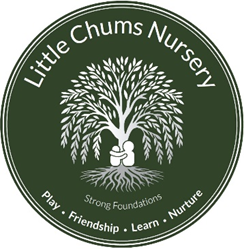 Little Chums Nursery
Strong Foundations
Play • Friendship • Learn • Nurture